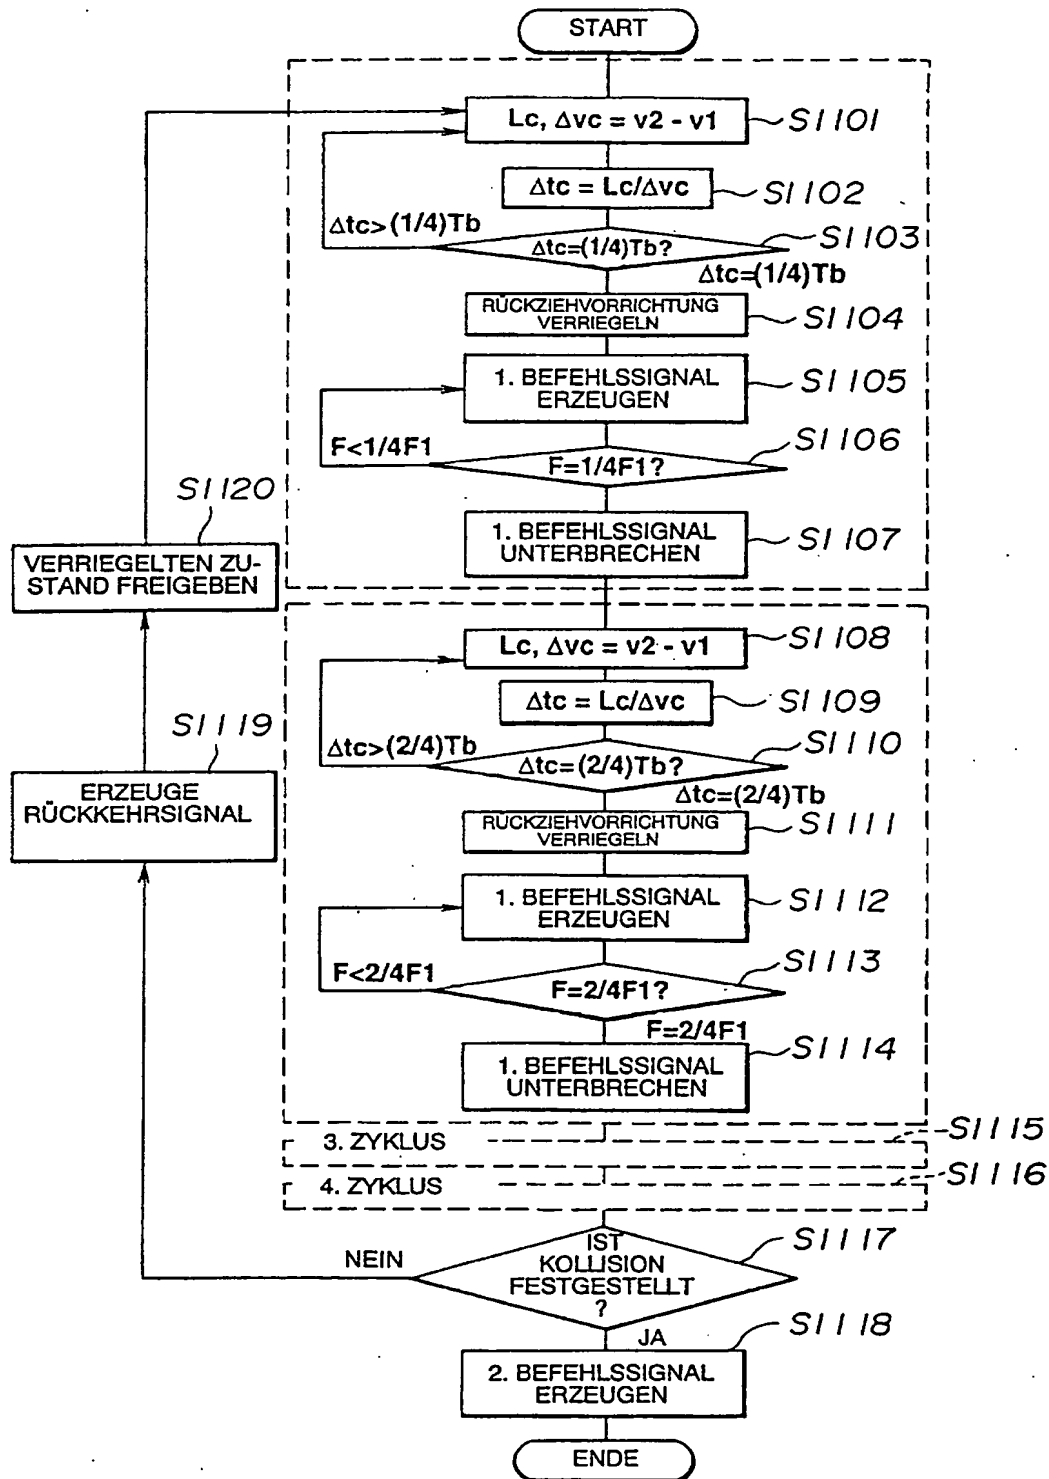 START
Lc, Δvc = v2 - v1
S1101
Δtc = Lc/Δvc
S1102
Δtc>(1/4)Tb
Δtc=(1/4)Tb?
S1103
Δtc=(1/4)Tb
RÜCKZIEHVORRICHTUNG
VERRIEGELN
S1104
1. BEFEHLSSIGNAL
ERZEUGEN
S1105
F<1/4F1
F=1/4F1?
S1106
1. BEFEHLSSIGNAL
UNTERBRECHEN
S1107
S1120
VERRIEGELTEN ZU-
STAND FREIGEBEN
Lc, Δvc = v2 - v1
S1108
Δtc = Lc/Δvc
S1109
Δtc>(2/4)Tb
Δtc=(2/4)Tb?
S1110
Δtc=(2/4)Tb
S1119
ERZEUGE
RÜCKKEHRSIGNAL
RÜCKZIEHVORRICHTUNG
VERRIEGELN
S1111
1. BEFEHLSSIGNAL
ERZEUGEN
S1112
F<2/4F1
F=2/4F1?
S1113
F=2/4F1
1. BEFEHLSSIGNAL
UNTERBRECHEN
S1114
3. ZYKLUS
S1115
4. ZYKLUS
S1116
NEIN
IST
KOLLISION
FESTGESTELLT
?
S1117
JA
2. BEFEHLSSIGNAL
ERZEUGEN
S1118
ENDE